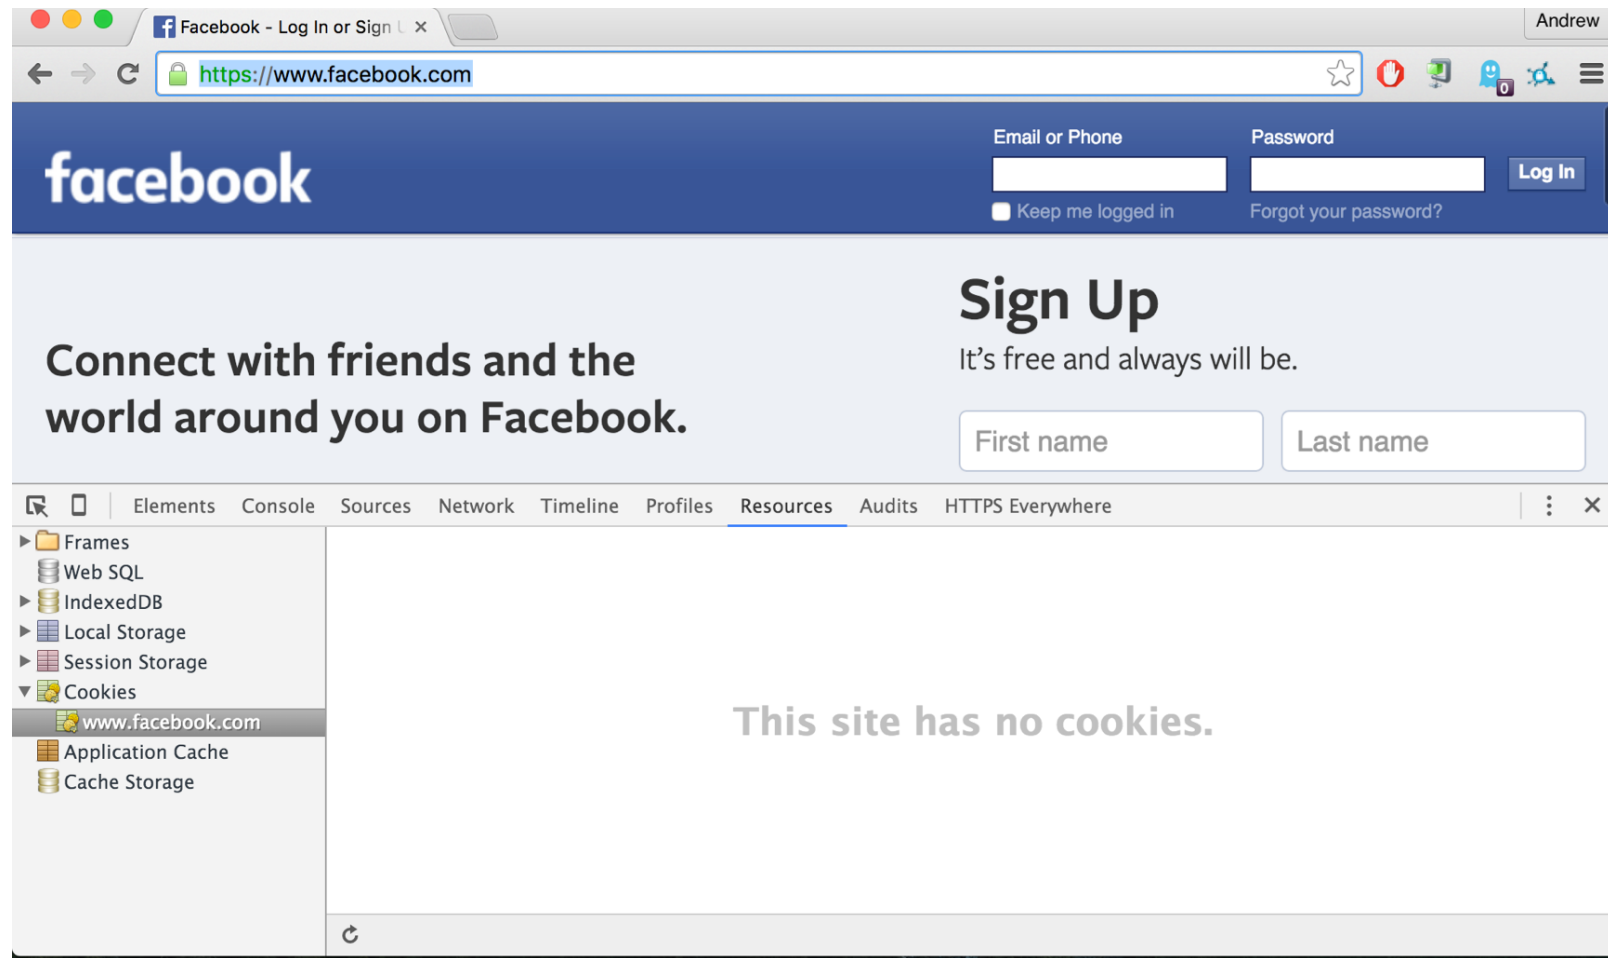 Facebook - Log In or Sign U
Andrew
https://www.facebook.com
0
facebook
Email or Phone
Password
Log In
Keep me logged in
Forgot your password?
Sign Up
It's free and always will be.
Connect with friends and the
world around you on Facebook.
First name
Last name
Elements Console Sources Network Timeline Profiles Resources Audits HTTPS Everywhere
Frames
Web SQL
IndexedDB
Local Storage
Session Storage
Cookies
www.facebook.com
Application Cache
Cache Storage
This site has no cookies.